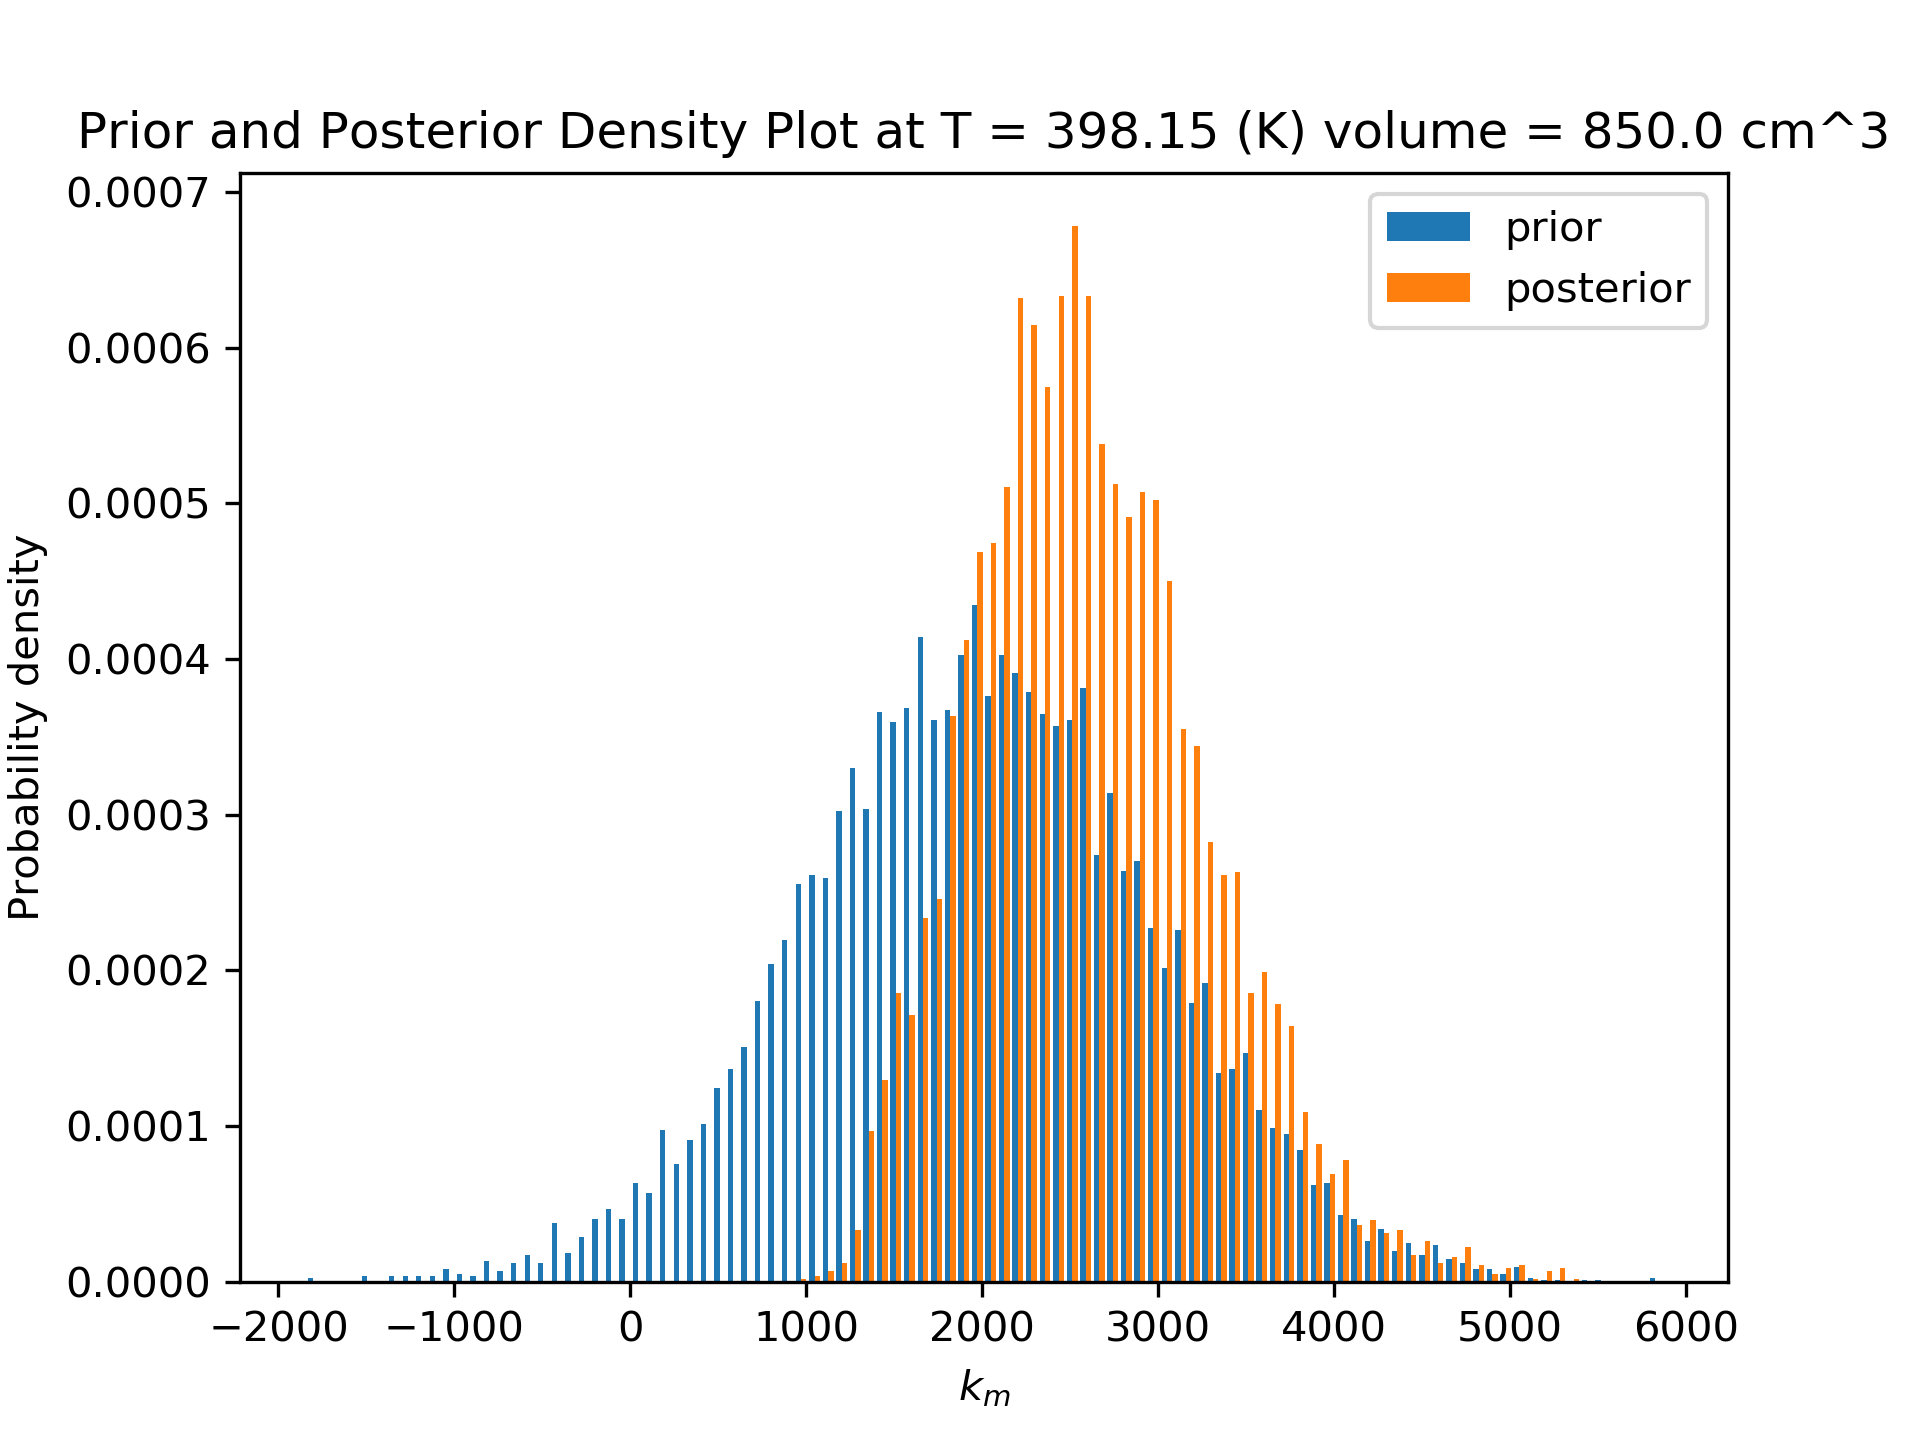 Prior and Posterior Density Plot at T = 398.15 (K) volume = 850.0 cm^3
prior
posterior
0.0007
0.0006
0.0005
0.0004
0.0003
0.0002
0.0001
0.0000
Probability density
−2000 −1000 0 1000 2000 3000 4000 5000 6000
k_m